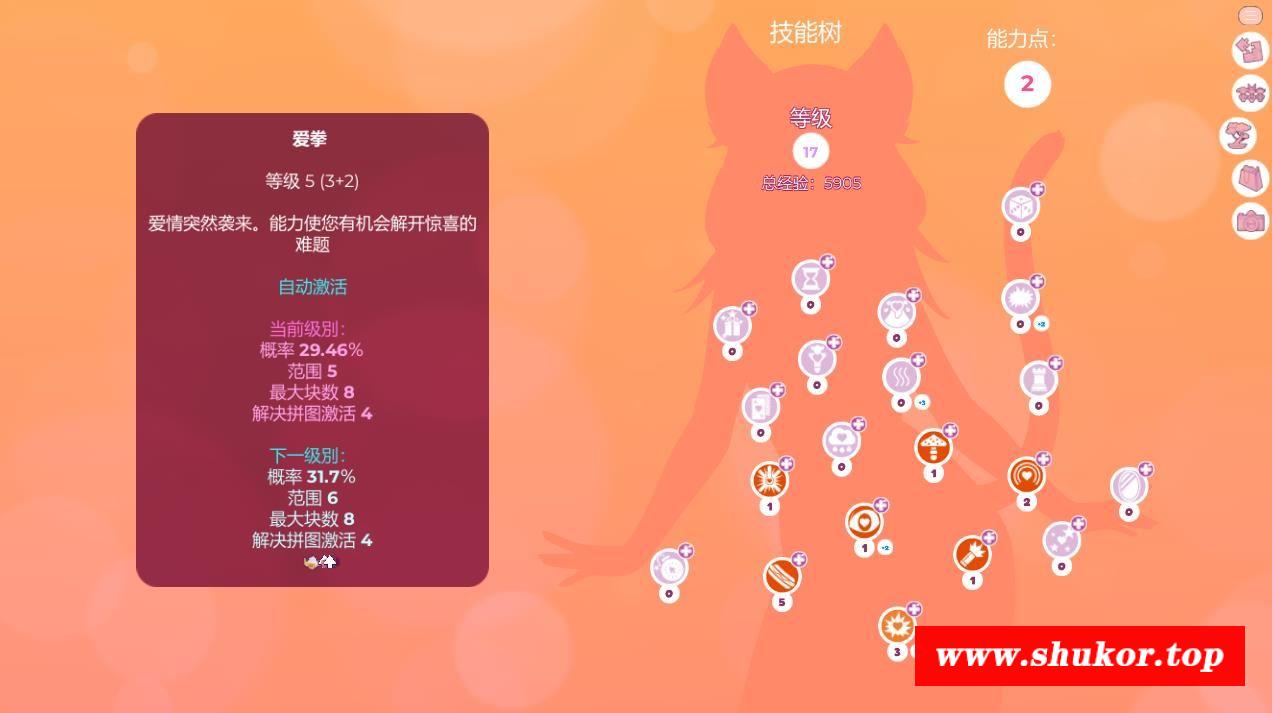 技能树
能力点:
2
等级
17
总经验: 5905
爱拳
等级 5 (3+2)
爱情突然袭来。能力使您有机会解开惊喜的
难题
自动激活
当前级别:
概率 29.46%
范围 5
最大块数 8
解决拼图激活 4
下一级别:
概率 31.7%
范围 6
最大块数 8
解决拼图激活 4
0
0
0
0
0
0 +2
0
0 +3
0
0
0
1
1
2
0
1 +2
0
1
0
5
3
www.shukor.top